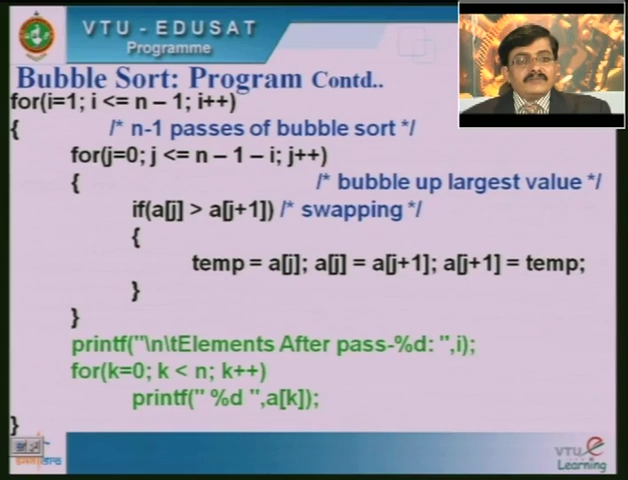 VTU - EDUSAT
Programme
Bubble Sort: Program Contd..
for(i=1; i <= n – 1; i++)
{ /* n-1 passes of bubble sort */
for(j=0; j <= n – 1 – i; j++)
{ /* bubble up largest value */
if(a[j] > a[j+1]) /* swapping */
{
temp = a[j]; a[j] = a[j+1]; a[j+1] = temp;
}
}
printf("\n\tElements After pass-%d: ",i);
for(k=0; k < n; k++)
printf(" %d ",a[k]);
}
VTU e
Learning